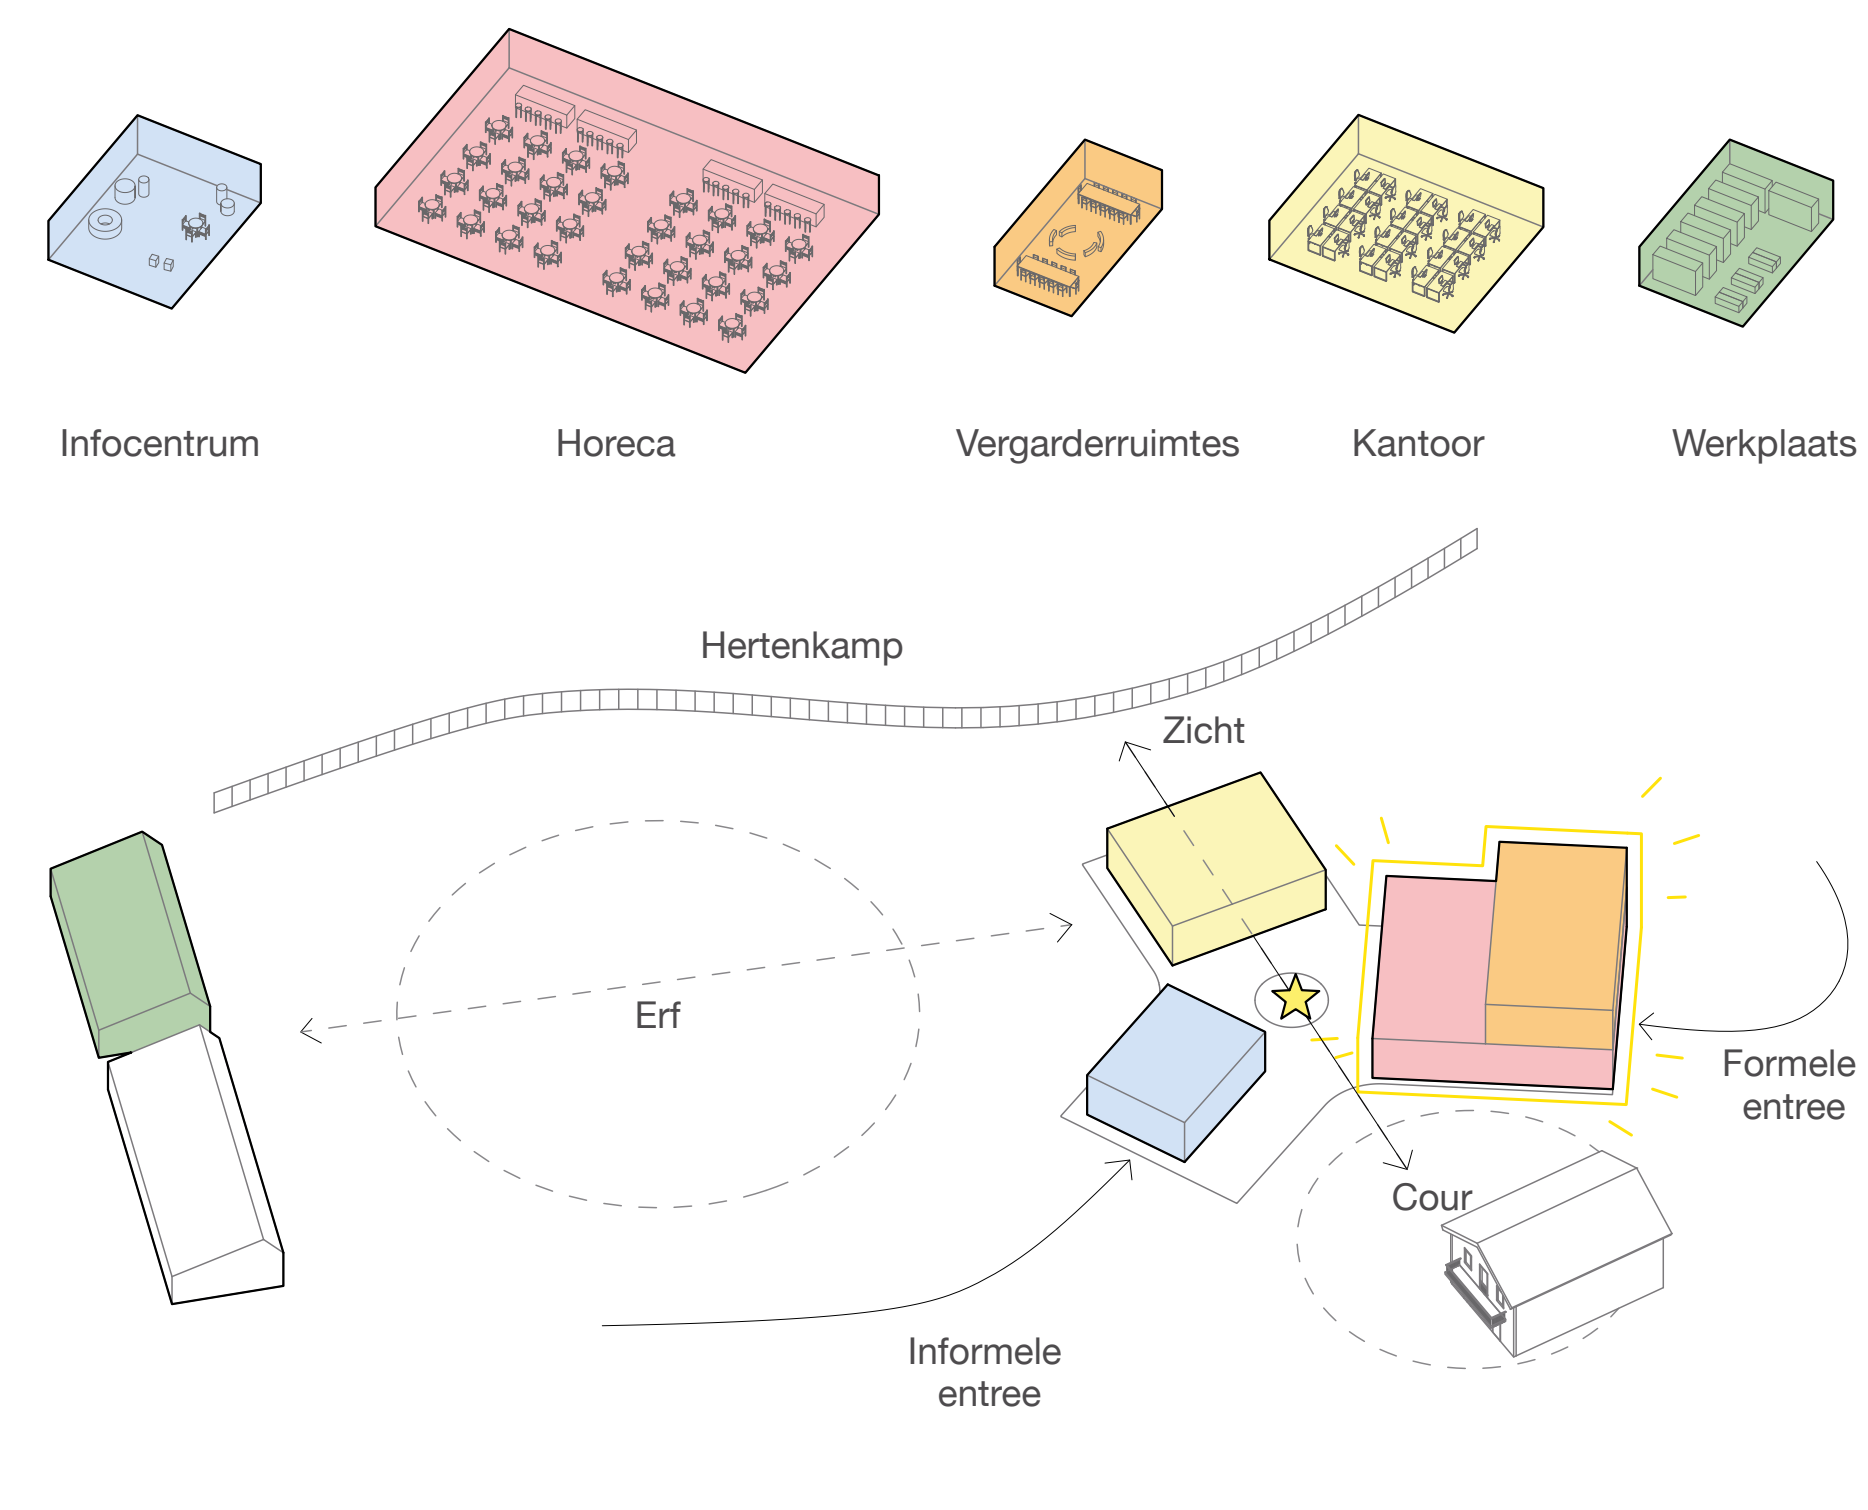 Infocentrum
Horeca
Vergarderruimtes
Kantoor
Werkplaats
Hertenkamp
Zicht
Erf
Formele
entree
Cour
Informele
entree